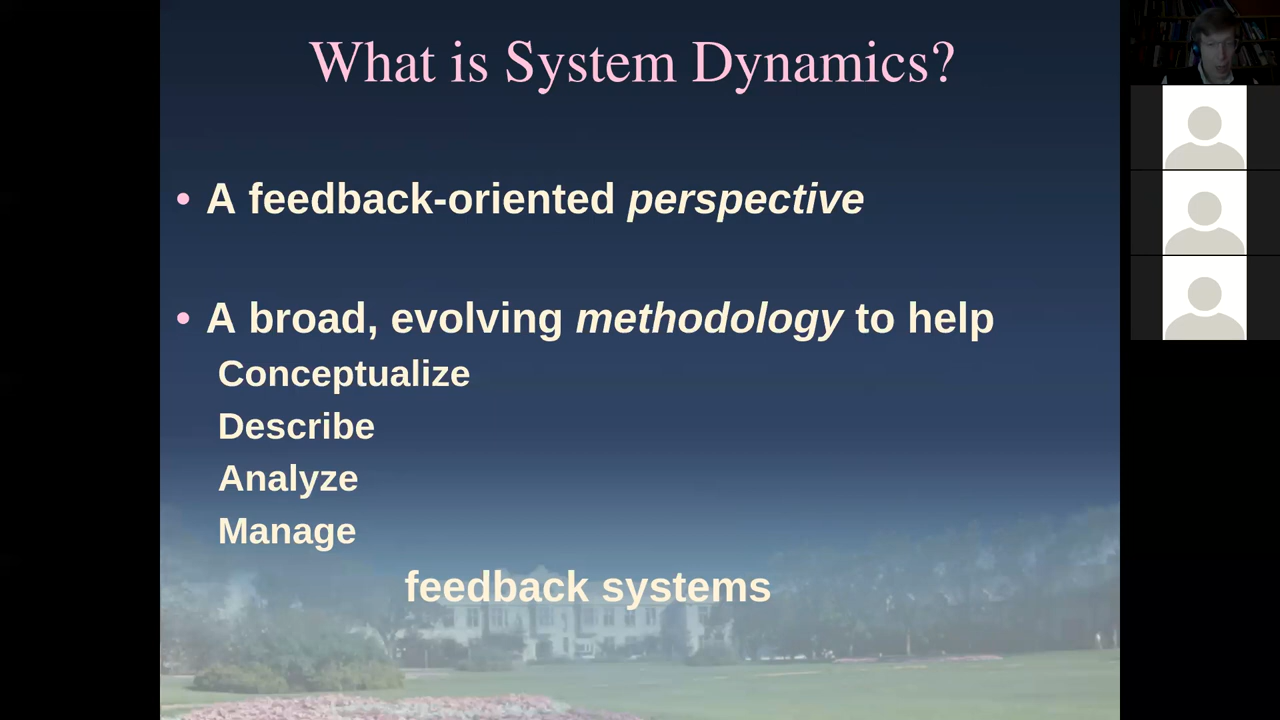 What is System Dynamics?
• A feedback-oriented perspective
• A broad, evolving methodology to help
Conceptualize
Describe
Analyze
Manage
feedback systems